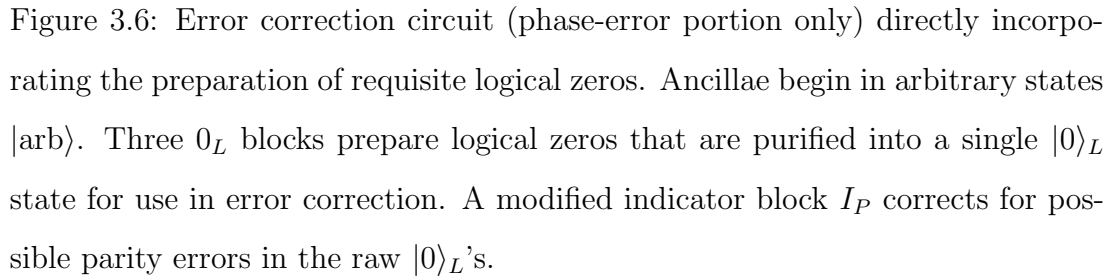 Figure 3.6: Error correction circuit (phase-error portion only) directly incorpo-
rating the preparation of requisite logical zeros. Ancillae begin in arbitrary states
|arb⟩. Three 0_L blocks prepare logical zeros that are purified into a single |0⟩_L
state for use in error correction. A modified indicator block I_P corrects for pos-
sible parity errors in the raw |0⟩_L's.